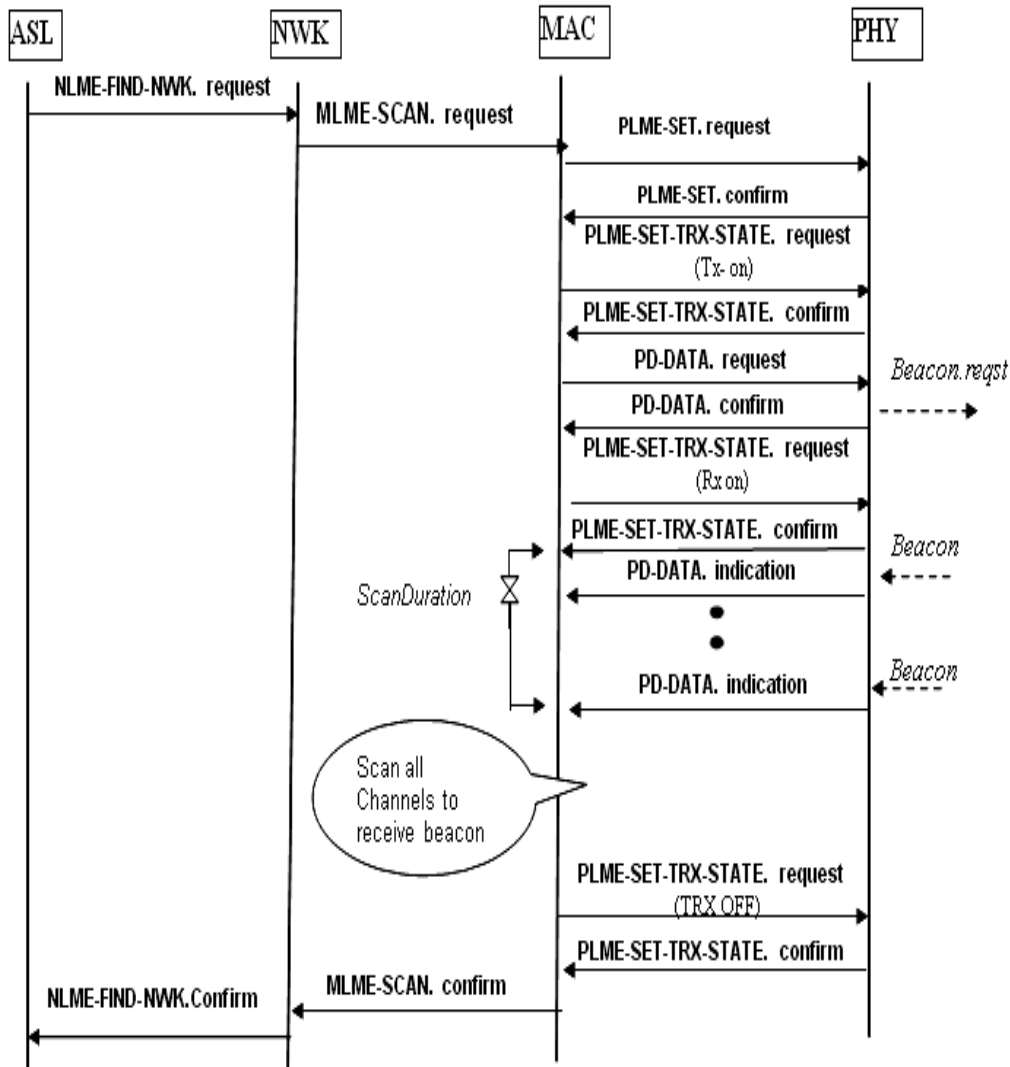 ASL NWK MAC PHY
NLME-FIND-NWK. request
MLME-SCAN. request
PLME-SET. request
PLME-SET. confirm
PLME-SET-TRX-STATE. request
(Tx- on)
PLME-SET-TRX-STATE. confirm
PD-DATA. request
Beacon.reqst
PD-DATA. confirm
PLME-SET-TRX-STATE. request
(Rx on)
PLME-SET-TRX-STATE. confirm
Beacon
PD-DATA. indication
ScanDuration
Beacon
PD-DATA. indication
Scan all
Channels to
receive beacon
PLME-SET-TRX-STATE. request
(TRX OFF)
PLME-SET-TRX-STATE. confirm
MLME-SCAN. confirm
NLME-FIND-NWK.Confirm